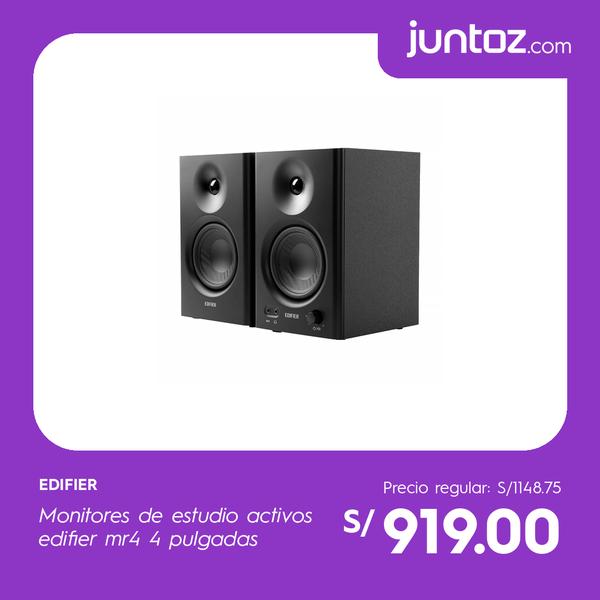 juntoz.com
EDIFIER
EDIFIER
EDIFIER
Monitores de estudio activos
edifier mr4 4 pulgadas
Precio regular: S/1148.75
S/ 919.00